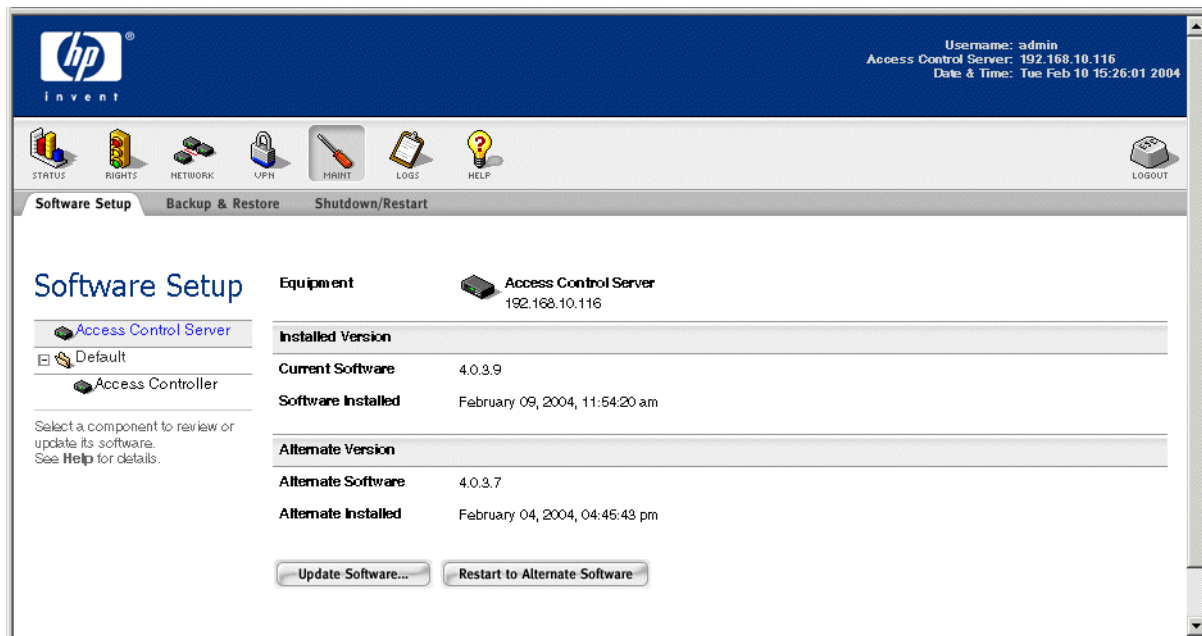 hp
®
invent
Username: admin
Access Control Server: 192.168.10.116
Date & Time: Tue Feb 10 15:26:01 2004
STATUS RIGHTS NETWORK VPN MAINT LOGS HELP LOGOUT
Software Setup Backup & Restore Shutdown/Restart
Software Setup
Access Control Server
Default
Access Controller
Select a component to review or
update its software.
See Help for details.
Equipment Access Control Server
192.168.10.116
Installed Version
Current Software 4.0.3.9
Software Installed February 09, 2004, 11:54:20 am
Alternate Version
Alternate Software 4.0.3.7
Alternate Installed February 04, 2004, 04:45:43 pm
Update Software... Restart to Alternate Software